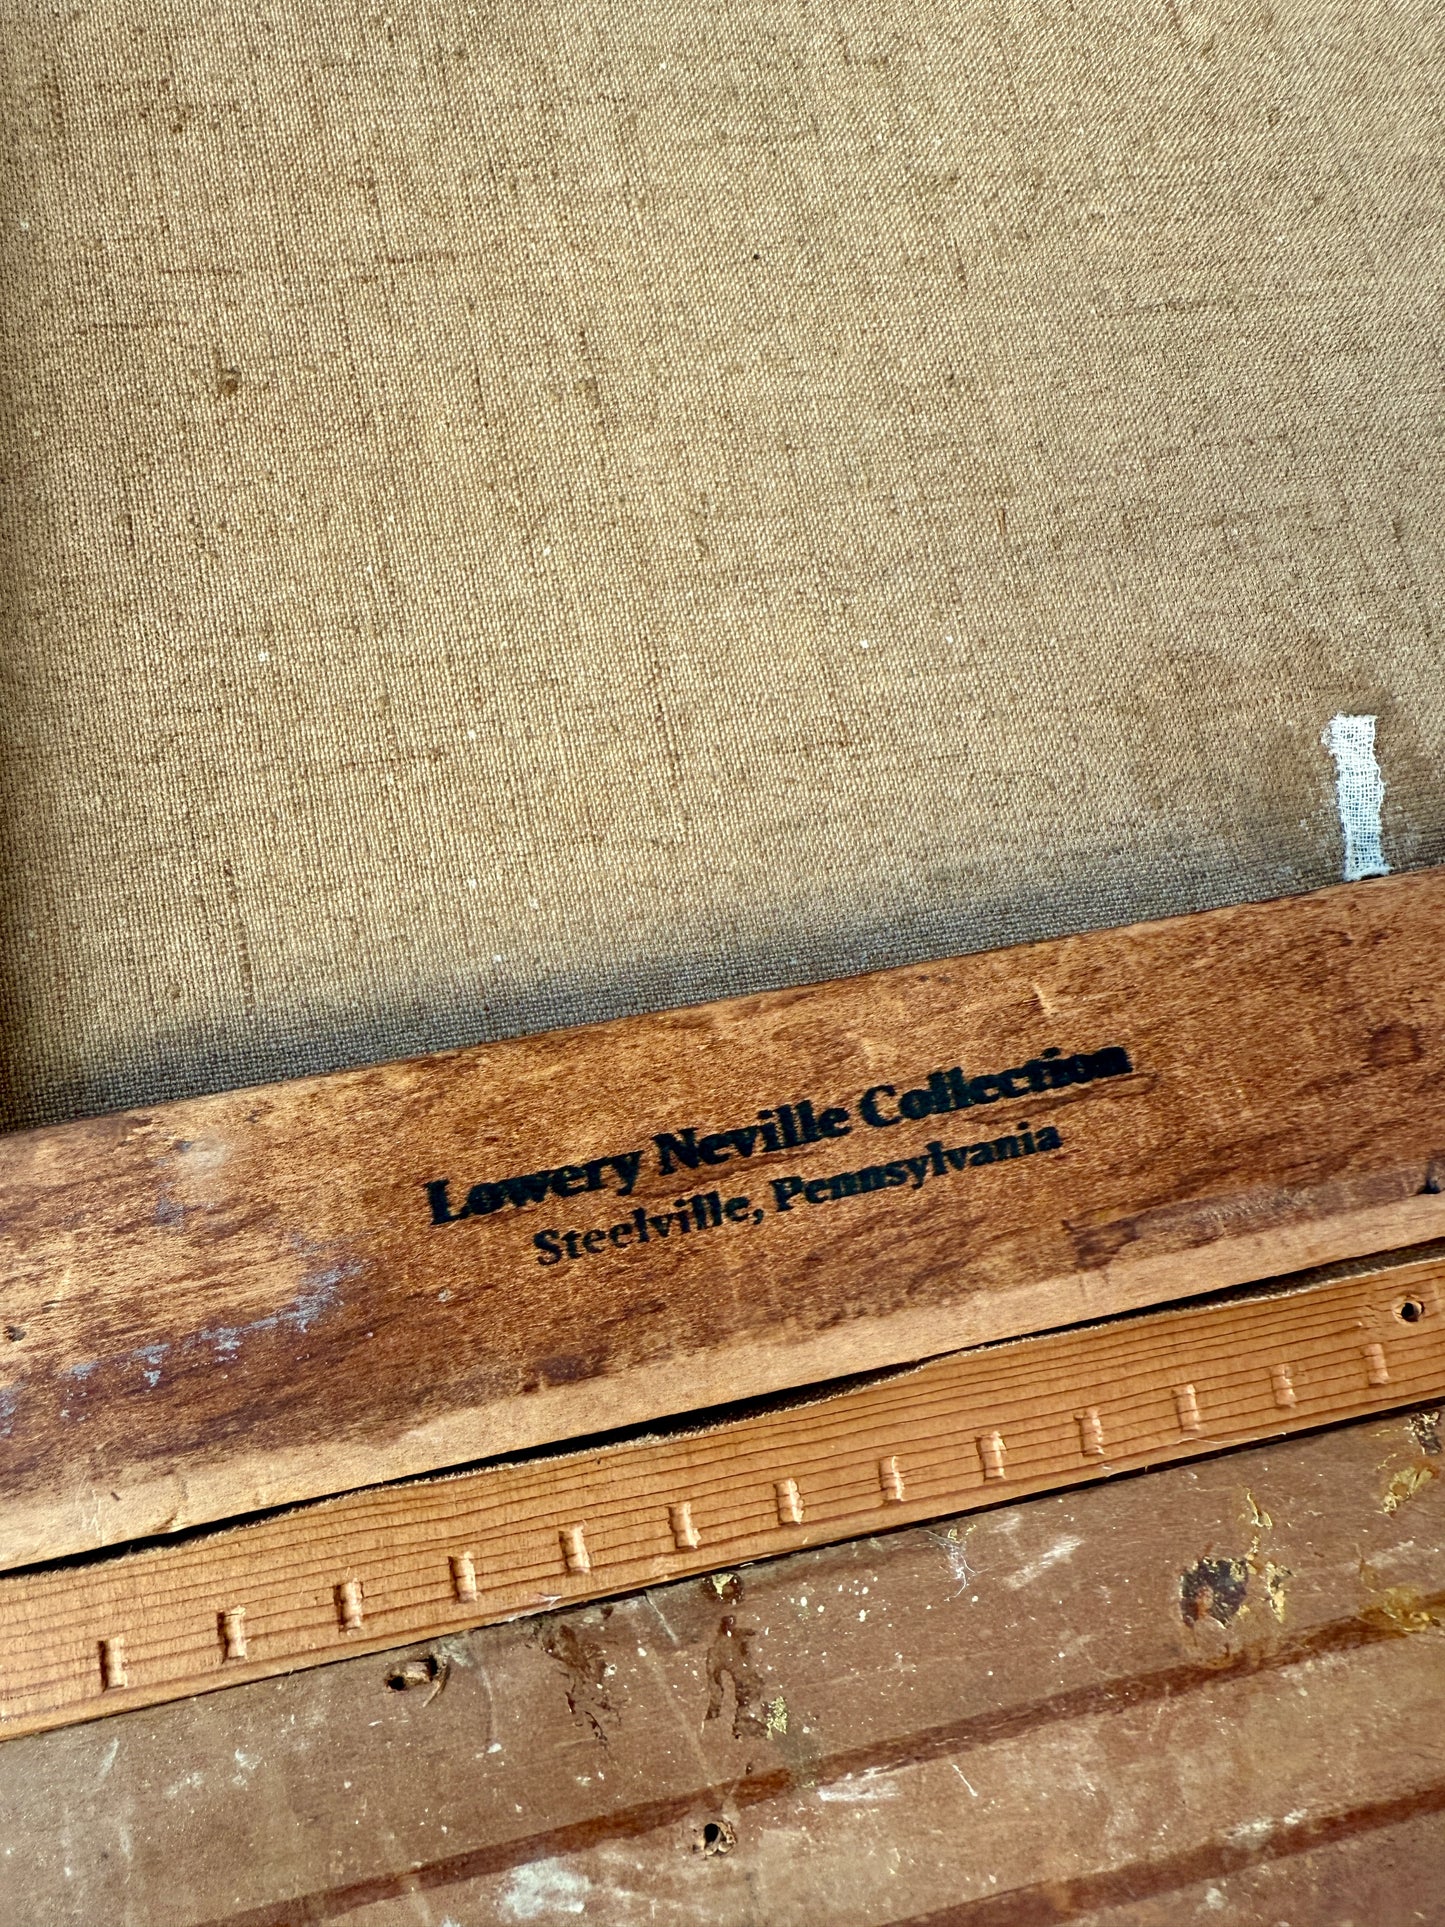 Lowery Neville Collection
Steelville, Pennsylvania